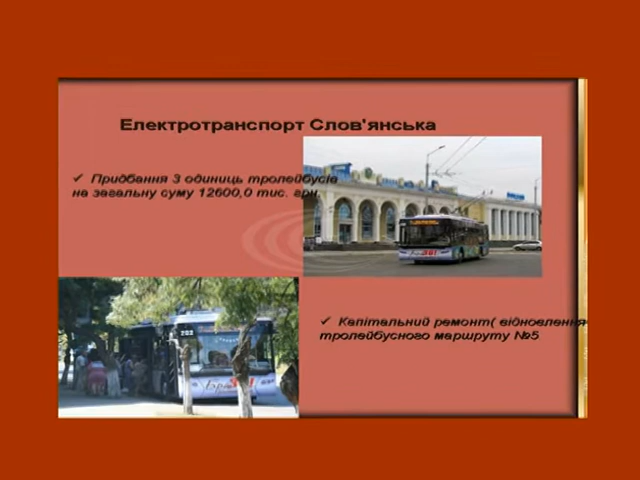 Електротранспорт Слов'янська
✓ Придбання 3 одиниць тролейбусів
на загальну суму 12600,0 тис. грн.
✓ Капітальний ремонт( відновлення
тролейбусного маршруту №5
203